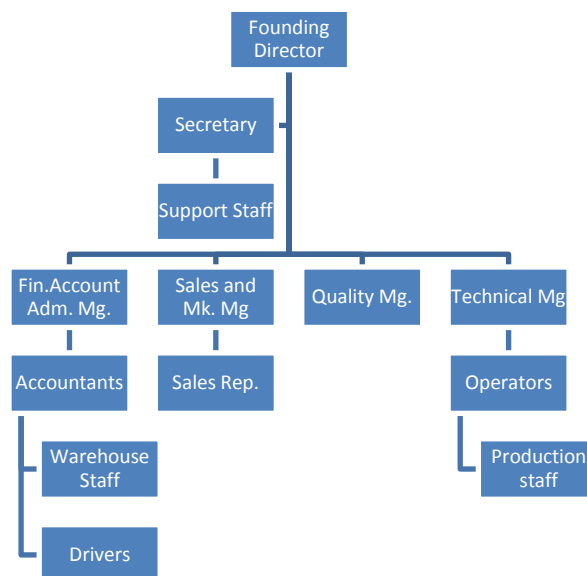 Founding
Director
Secretary
Support Staff
Fin.Account
Adm. Mg.
Sales and
Mk. Mg
Quality Mg.
Technical Mg
Accountants
Sales Rep.
Operators
Warehouse
Staff
Production
staff
Drivers